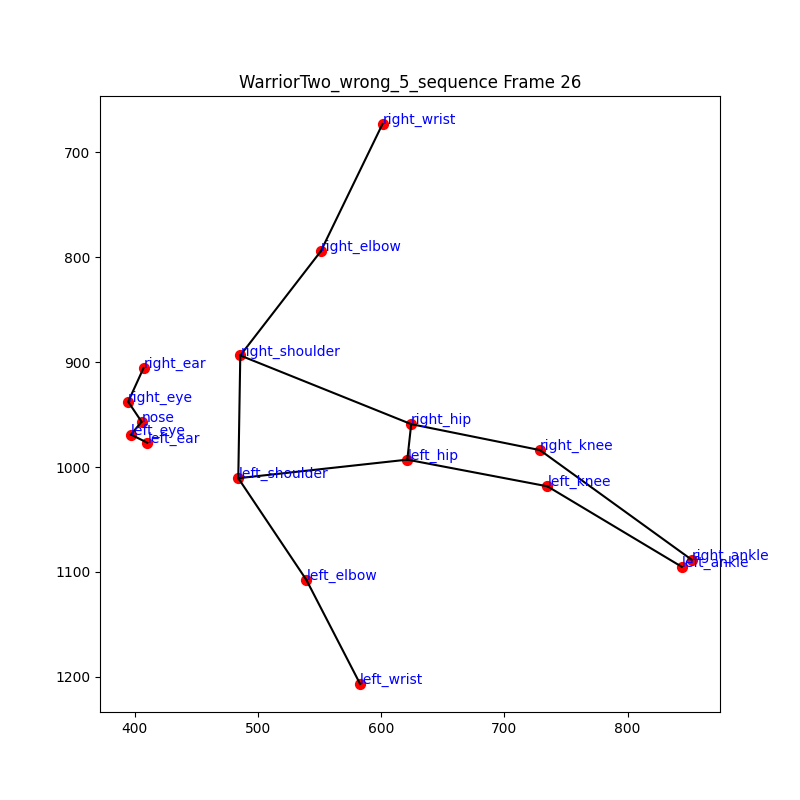 WarriorTwo_wrong_5_sequence Frame 26
right_wrist
700
right_elbow
800
right_shoulder
900
right_ear
right_eye
nose
left_eye
left_ear
right_hip
right_knee
left_hip
1000
left_shoulder
left_knee
right_ankle
left_ankle
1100
left_elbow
1200
left_wrist
400 500 600 700 800